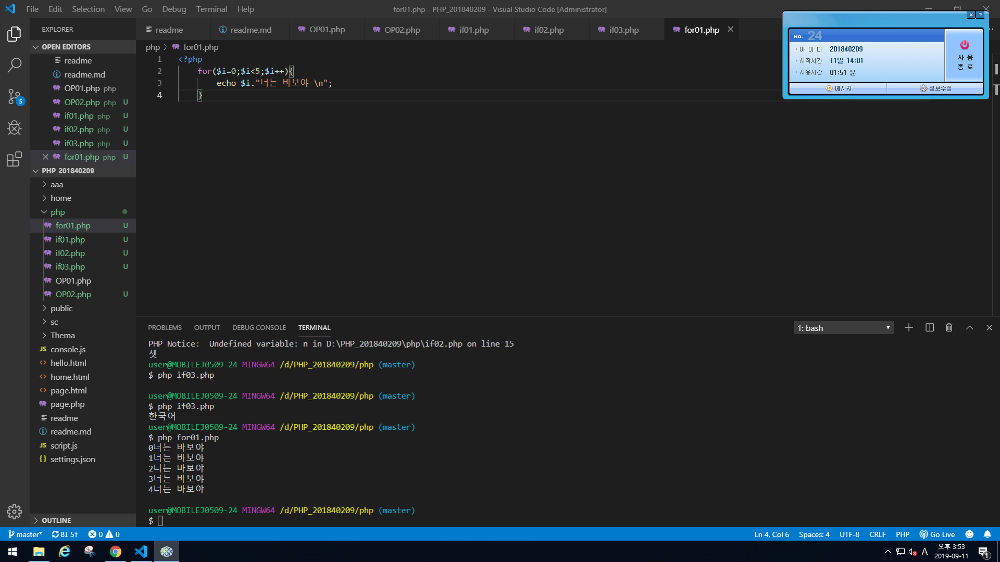 File Edit Selection View Go Debug Terminal Help
for01.php - PHP_201840209 - Visual Studio Code [Administrator]
EXPLORER
OPEN EDITORS
readme
readme.md
OP01.php php
OP02.php php U
if01.php php U
if02.php php U
if03.php php U
for01.php php U
PHP_201840209
aaa
home
php
for01.php U
if01.php U
if02.php U
if03.php U
OP01.php
OP02.php U
public
sc
Thema
JS console.js
hello.html
home.html
page.html
page.php
readme
readme.md
JS script.js
settings.json
OUTLINE
5
readme readme.md OP01.php OP02.php if01.php if02.php if03.php for01.php
php > for01.php
1 <?php
2 for($i=0;$i<5;$i++){
3 echo $i."너는 바보야 \n";
4 }
NO. 24
아 이 디 201840209
시작시간 11일 14:01
사용시간 01:51 분
사 용
종 료
메시지 정보수정
PROBLEMS OUTPUT DEBUG CONSOLE TERMINAL
1: bash
PHP Notice:  Undefined variable: n in D:\PHP_201840209\php\if02.php on line 15
셋
user@MOBILEJ0509-24 MINGW64 /d/PHP_201840209/php (master)
$ php if03.php
user@MOBILEJ0509-24 MINGW64 /d/PHP_201840209/php (master)
$ php if03.php
한국어
user@MOBILEJ0509-24 MINGW64 /d/PHP_201840209/php (master)
$ php for01.php
0너는 바보야
1너는 바보야
2너는 바보야
3너는 바보야
4너는 바보야
user@MOBILEJ0509-24 MINGW64 /d/PHP_201840209/php (master)
$
master* 8↓ 5↑ 0 0
Ln 4, Col 6 Spaces: 4 UTF-8 CRLF PHP Go Live
A
오후 3:53
2019-09-11
1